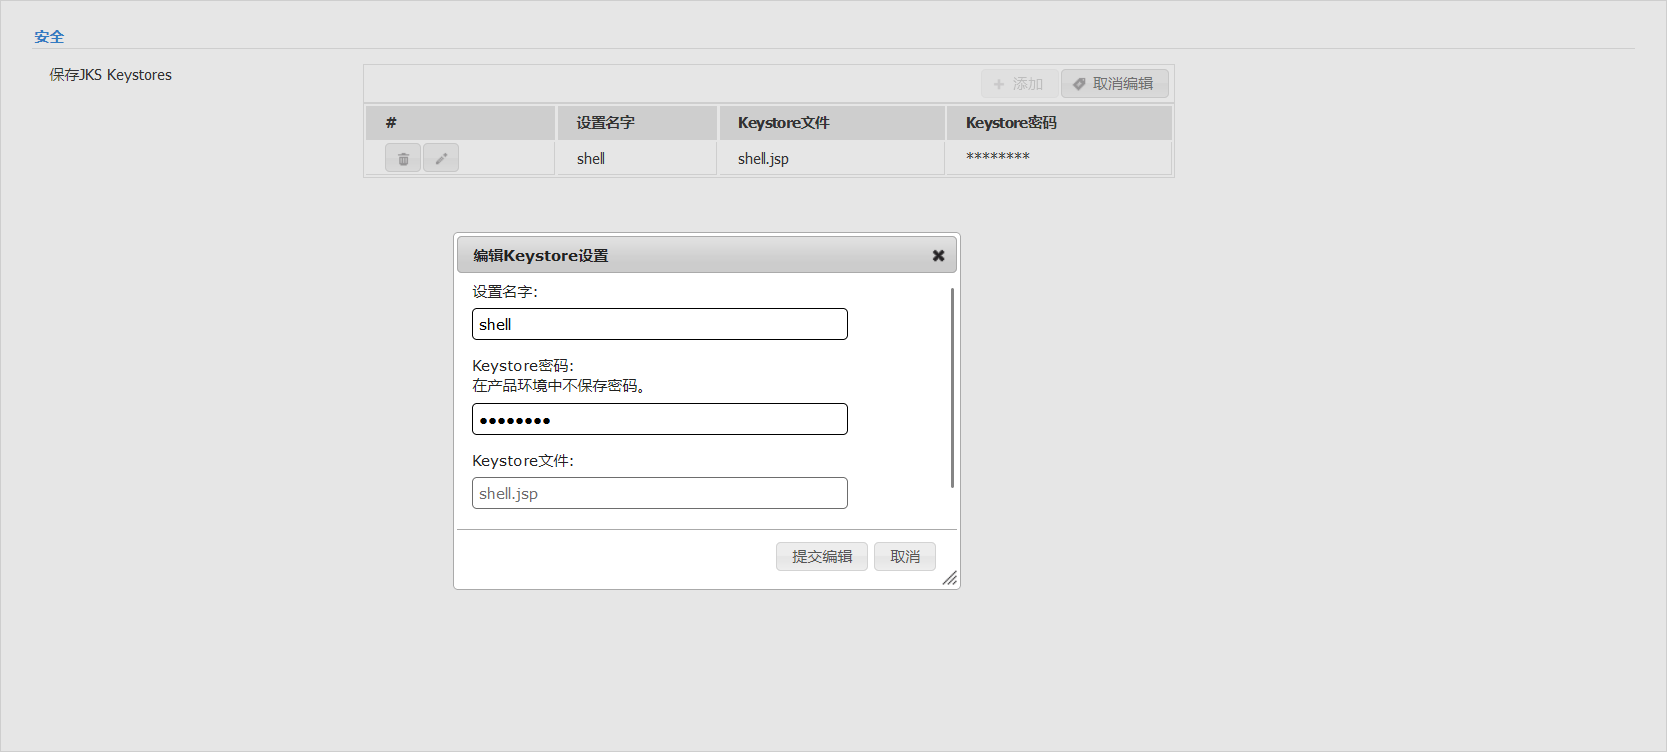 安全
保存JKS Keystores
+ 添加 取消编辑
# 设置名字 Keystore文件 Keystore密码
shell shell.jsp ********
编辑Keystore设置
设置名字:
shell
Keystore密码:
在产品环境中不保存密码。
●●●●●●●●
Keystore文件:
shell.jsp
提交编辑 取消